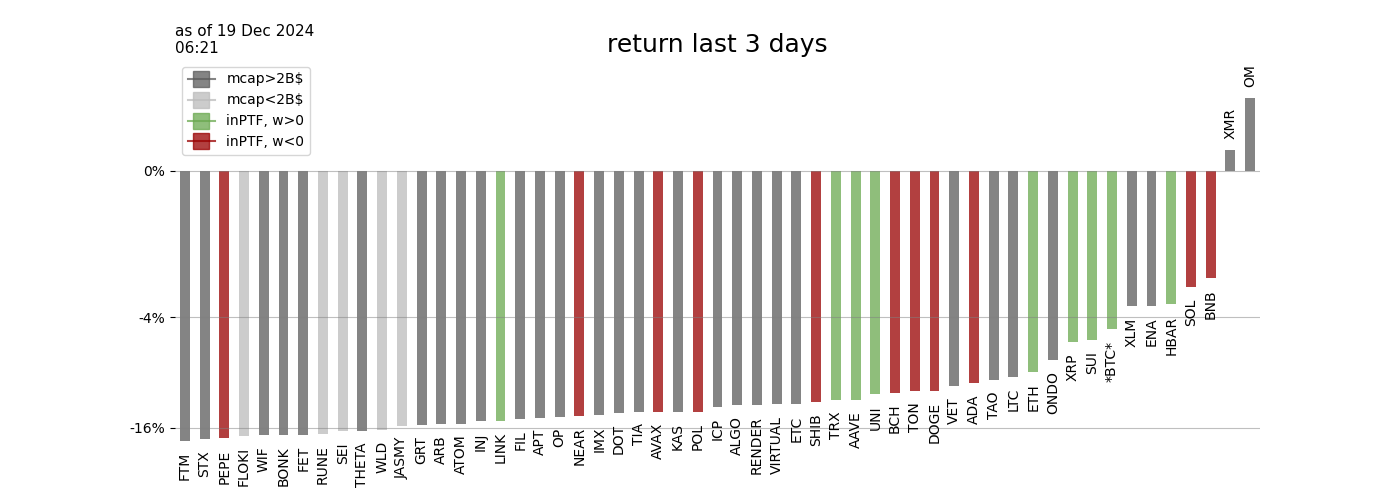 as of 19 Dec 2024
06:21
return last 3 days
mcap>2B$
mcap<2B$
inPTF, w>0
inPTF, w<0
0%
-4%
-16%
FTM
STX
PEPE
FLOKI
WIF
BONK
FET
RUNE
SEI
THETA
WLD
JASMY
GRT
ARB
ATOM
INJ
LINK
FIL
APT
OP
NEAR
IMX
DOT
TIA
AVAX
KAS
POL
ICP
ALGO
RENDER
VIRTUAL
ETC
SHIB
TRX
AAVE
UNI
BCH
TON
DOGE
VET
ADA
TAO
LTC
ETH
ONDO
XRP
SUI
*BTC*
XLM
ENA
HBAR
SOL
BNB
XMR
OM